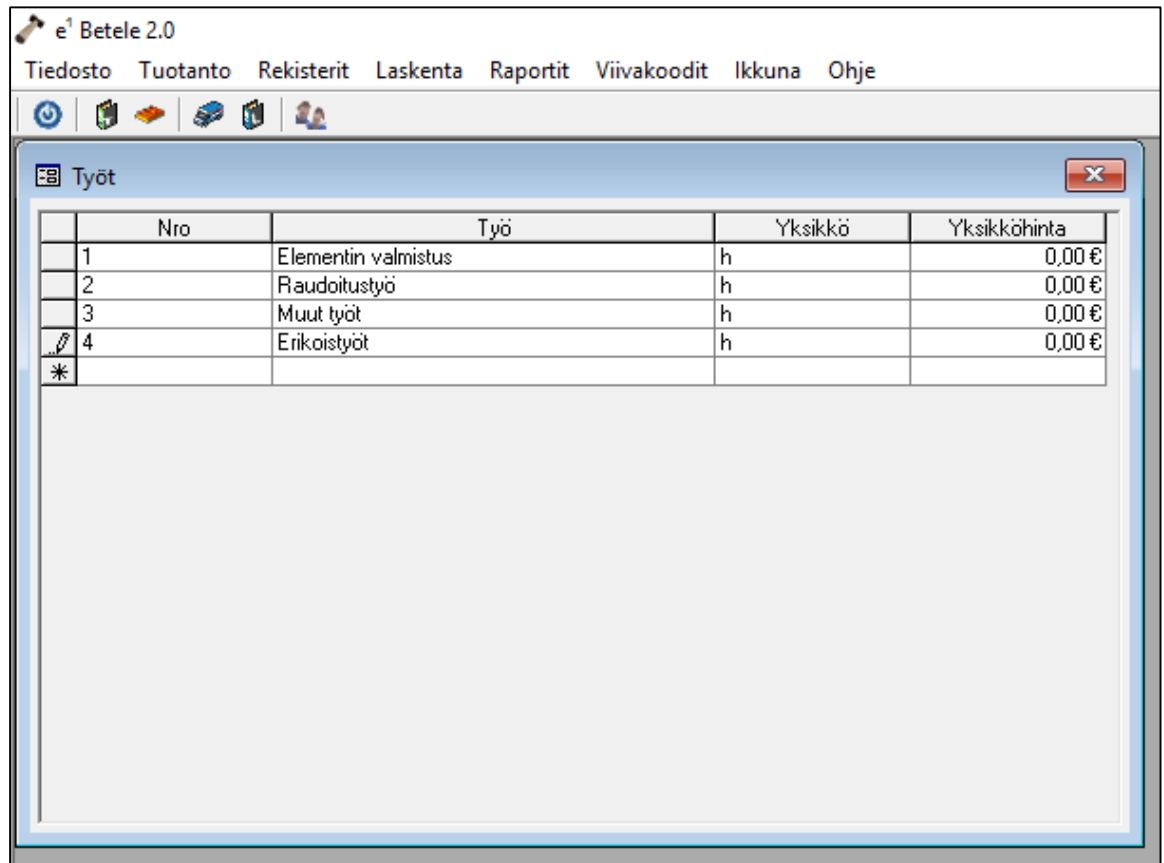 e¹ Betele 2.0
Tiedosto Tuotanto Rekisterit Laskenta Raportit Viivakoodit Ikkuna Ohje
Työt
Nro Työ Yksikkö Yksikköhinta
1 Elementin valmistus h 0,00 €
2 Raudoitustyö h 0,00 €
3 Muut työt h 0,00 €
4 Erikoistyöt h 0,00 €